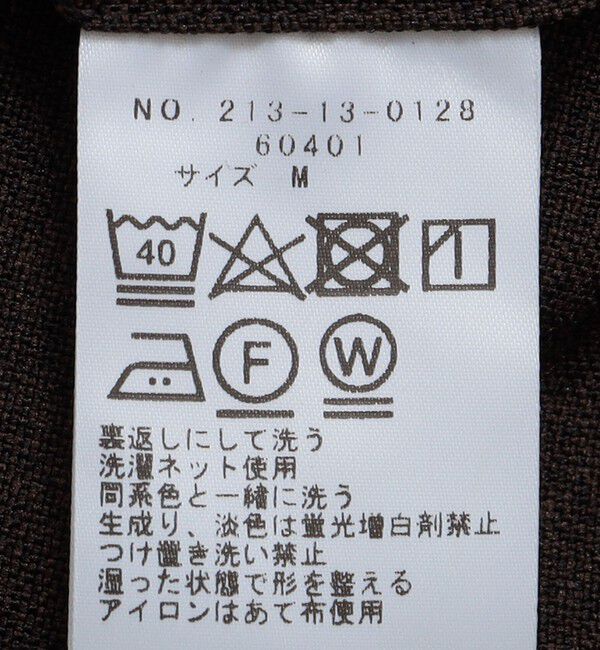 NO. 213-13-0128
60401
サイズ M
40
F W
裏返しにして洗う
洗濯ネット使用
同系色と一緒に洗う
生成り、淡色は蛍光増白剤禁止
つけ置き洗い禁止
湿った状態で形を整える
アイロンはあて布使用